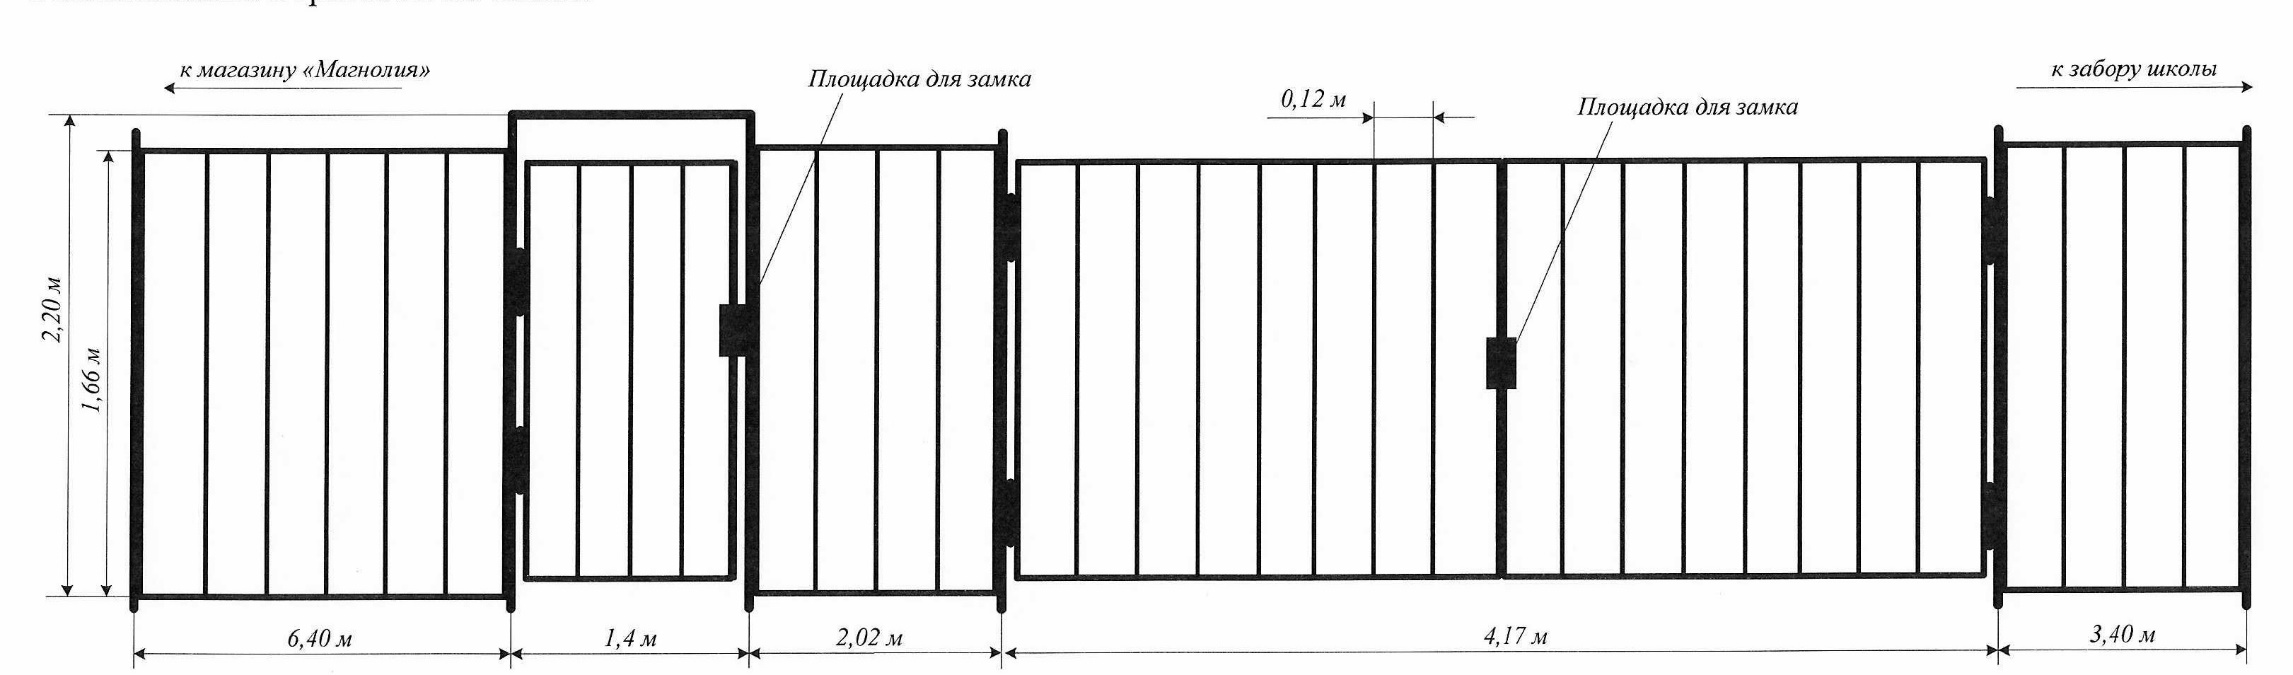 к магазину «Магнолия»
Площадка для замка
0,12 м
Площадка для замка
к забору школы
2,20 м
1,66 м
6,40 м
1,4 м
2,02 м
4,17 м
3,40 м